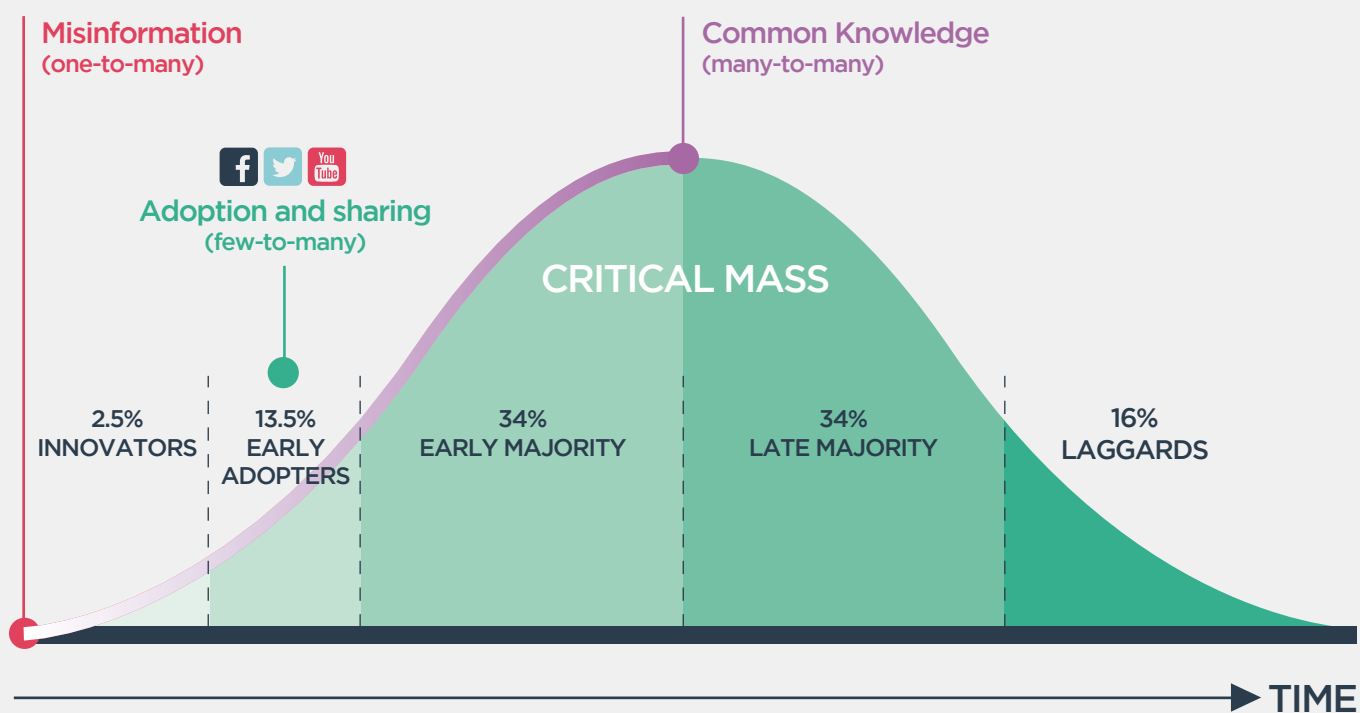 Misinformation
(one-to-many)
Common Knowledge
(many-to-many)
f
You
Tube
Adoption and sharing
(few-to-many)
CRITICAL MASS
2.5%
INNOVATORS
13.5%
EARLY
ADOPTERS
34%
EARLY MAJORITY
34%
LATE MAJORITY
16%
LAGGARDS
TIME